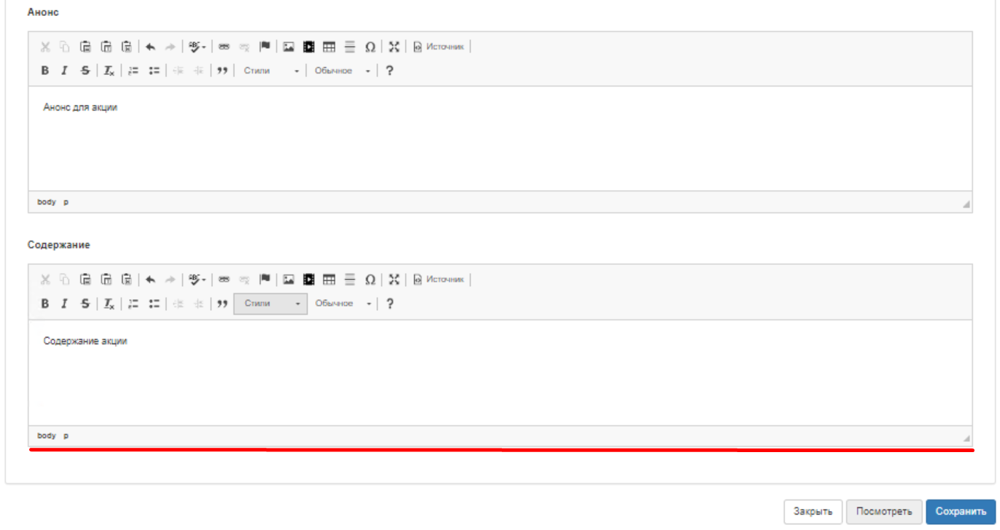 Анонс
Источник
Стили Обычное ?
Анонс для акции
body p
Содержание
Источник
Стили Обычное ?
Содержание акции
body p
Закрыть Посмотреть Сохранить